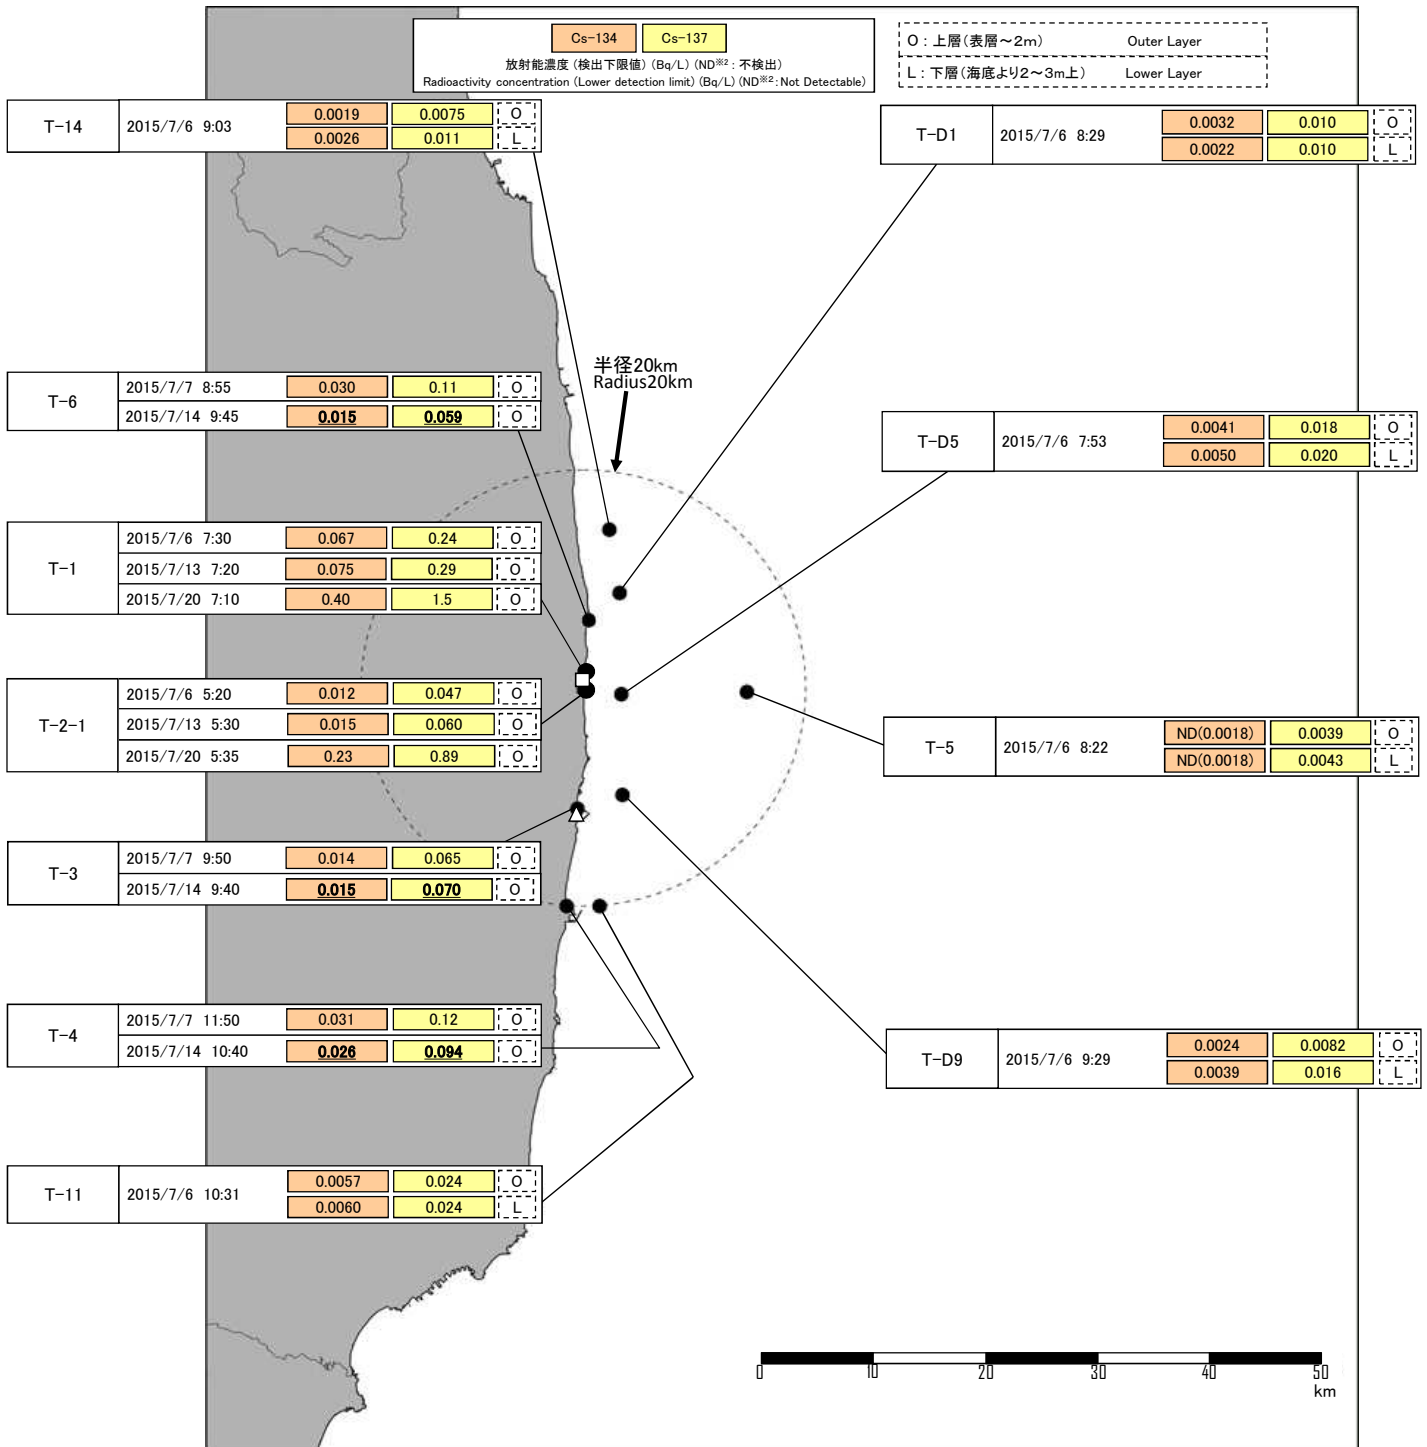 Cs-134 Cs-137
放射能濃度 (検出下限値) (Bq/L) (ND※2 : 不検出)
Radioactivity concentration (Lower detection limit) (Bq/L) (ND※2: Not Detectable)
O : 上層(表層～2m) Outer Layer
L : 下層(海底より2～3m上) Lower Layer
T-14 2015/7/6 9:03
0.0019 0.0075 O
0.0026 0.011 L
T-D1 2015/7/6 8:29
0.0032 0.010 O
0.0022 0.010 L
半径20km
Radius20km
T-6
2015/7/7 8:55 0.030 0.11 O
2015/7/14 9:45 0.015 0.059 O
T-D5 2015/7/6 7:53
0.0041 0.018 O
0.0050 0.020 L
T-1
2015/7/6 7:30 0.067 0.24 O
2015/7/13 7:20 0.075 0.29 O
2015/7/20 7:10 0.40 1.5 O
T-2-1
2015/7/6 5:20 0.012 0.047 O
2015/7/13 5:30 0.015 0.060 O
2015/7/20 5:35 0.23 0.89 O
T-5 2015/7/6 8:22
ND(0.0018) 0.0039 O
ND(0.0018) 0.0043 L
T-3
2015/7/7 9:50 0.014 0.065 O
2015/7/14 9:40 0.015 0.070 O
T-4
2015/7/7 11:50 0.031 0.12 O
2015/7/14 10:40 0.026 0.094 O
T-D9 2015/7/6 9:29
0.0024 0.0082 O
0.0039 0.016 L
T-11 2015/7/6 10:31
0.0057 0.024 O
0.0060 0.024 L
0 10 20 30 40 50
km